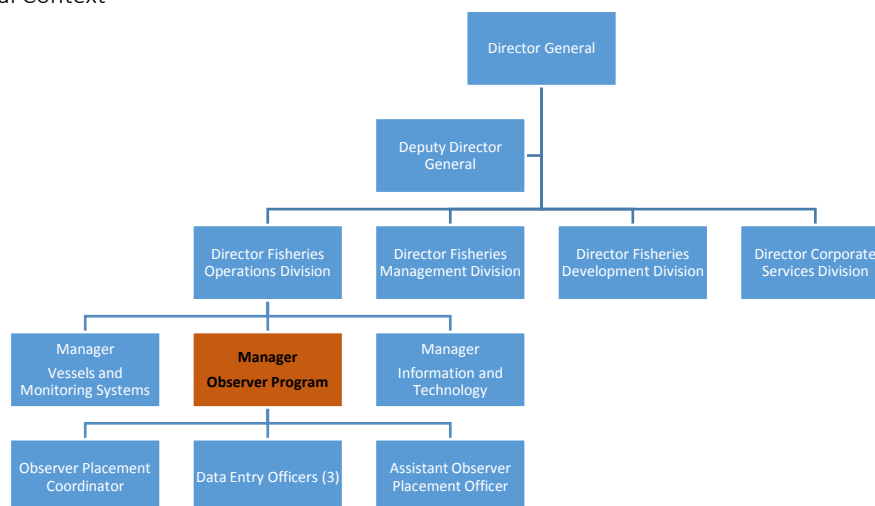 Director General
Deputy Director
General
Director Fisheries
Operations Division
Director Fisheries
Management Division
Director Fisheries
Development Division
Director Corporate
Services Division
Manager
Vessels and
Monitoring Systems
Manager
Observer Program
Manager
Information and
Technology
Observer Placement
Coordinator
Data Entry Officers (3)
Assistant Observer
Placement Officer